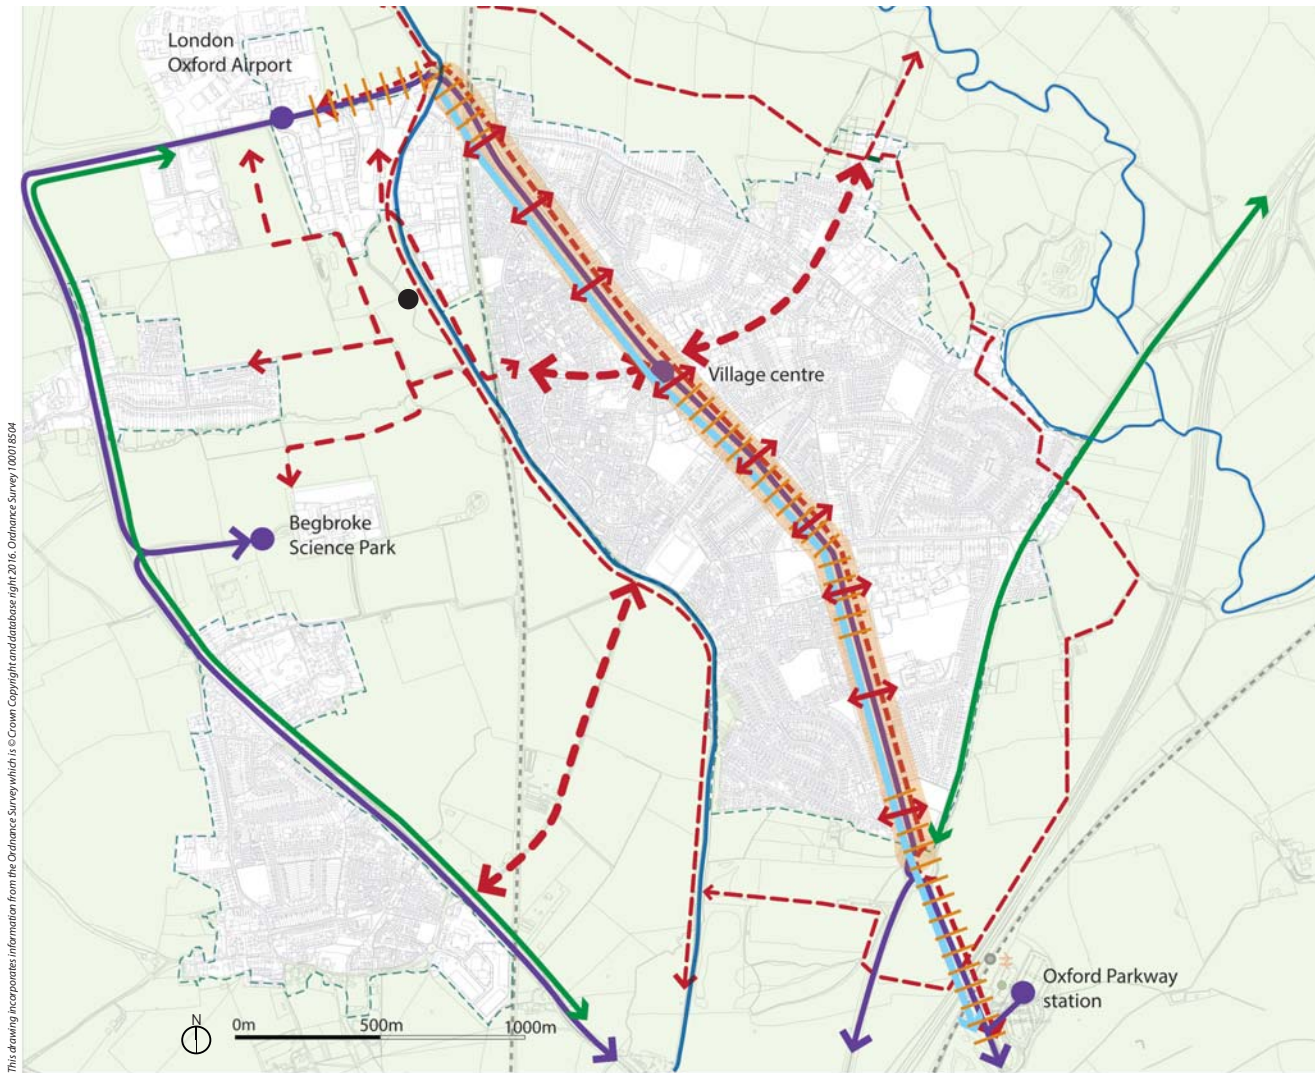 London
Oxford Airport
Village centre
Begbroke
Science Park
Oxford Parkway
station
N
0m 500m 1000m
This drawing incorporates information from the Ordnance Survey which is © Crown Copyright and database right 2016. Ordnance Survey 100018504